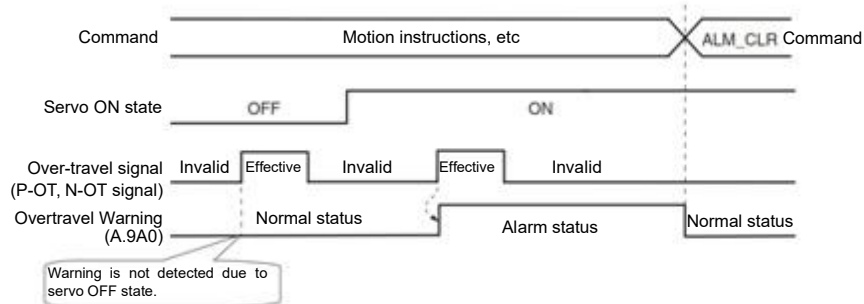 Command
Motion instructions, etc
ALM_CLR Command
Servo ON state
OFF
ON
Over-travel signal
(P-OT, N-OT signal)
Invalid
Effective
Invalid
Effective
Invalid
Overtravel Warning
(A.9A0)
Normal status
Alarm status
Normal status
Warning is not detected due to
servo OFF state.